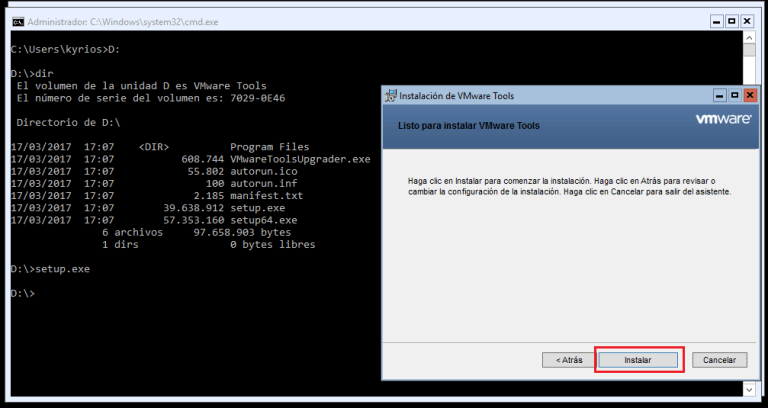 Administrador: C:\Windows\system32\cmd.exe
C:\Users\kyrios>D:
D:\>dir
El volumen de la unidad D es VMware Tools
El número de serie del volumen es: 7029-0E46
Directorio de D:\
17/03/2017 17:07 <DIR> Program Files
17/03/2017 17:07 608.744 VMwareToolsUpgrader.exe
17/03/2017 17:07 55.802 autorun.ico
17/03/2017 17:07 100 autorun.inf
17/03/2017 17:07 2.185 manifest.txt
17/03/2017 17:07 39.638.912 setup.exe
17/03/2017 17:07 57.353.160 setup64.exe
6 archivos 97.658.903 bytes
1 dirs 0 bytes libres
D:\>setup.exe
D:\>
Instalación de VMware Tools
Listo para instalar VMware Tools
vmware
Haga clic en Instalar para comenzar la instalación. Haga clic en Atrás para revisar o
cambiar la configuración de la instalación. Haga clic en Cancelar para salir del asistente.
< Atrás
Instalar
Cancelar